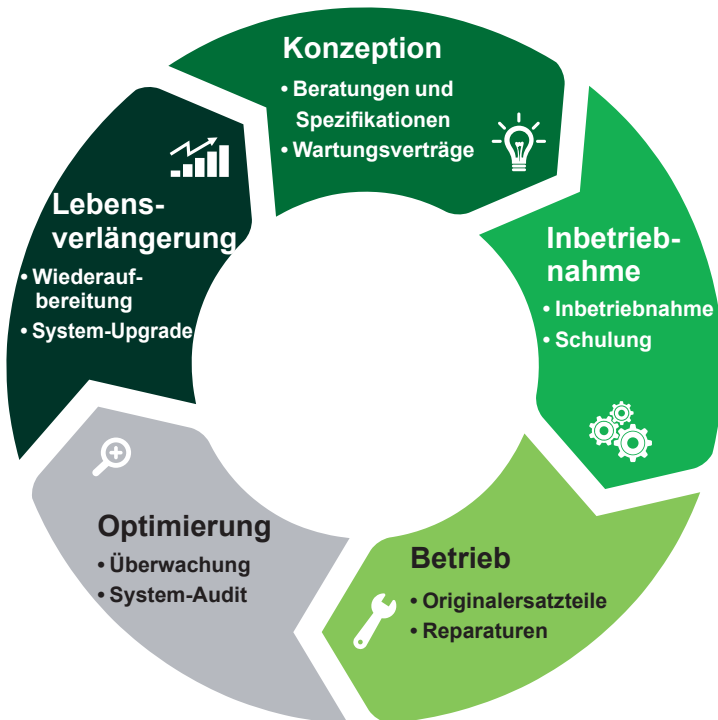 Konzeption
• Beratungen und
Spezifikationen
• Wartungsverträge
Inbetrieb-
nahme
• Inbetriebnahme
• Schulung
Betrieb
• Originalersatzteile
• Reparaturen
Optimierung
• Überwachung
• System-Audit
Lebens-
verlängerung
• Wiederauf-
bereitung
• System-Upgrade